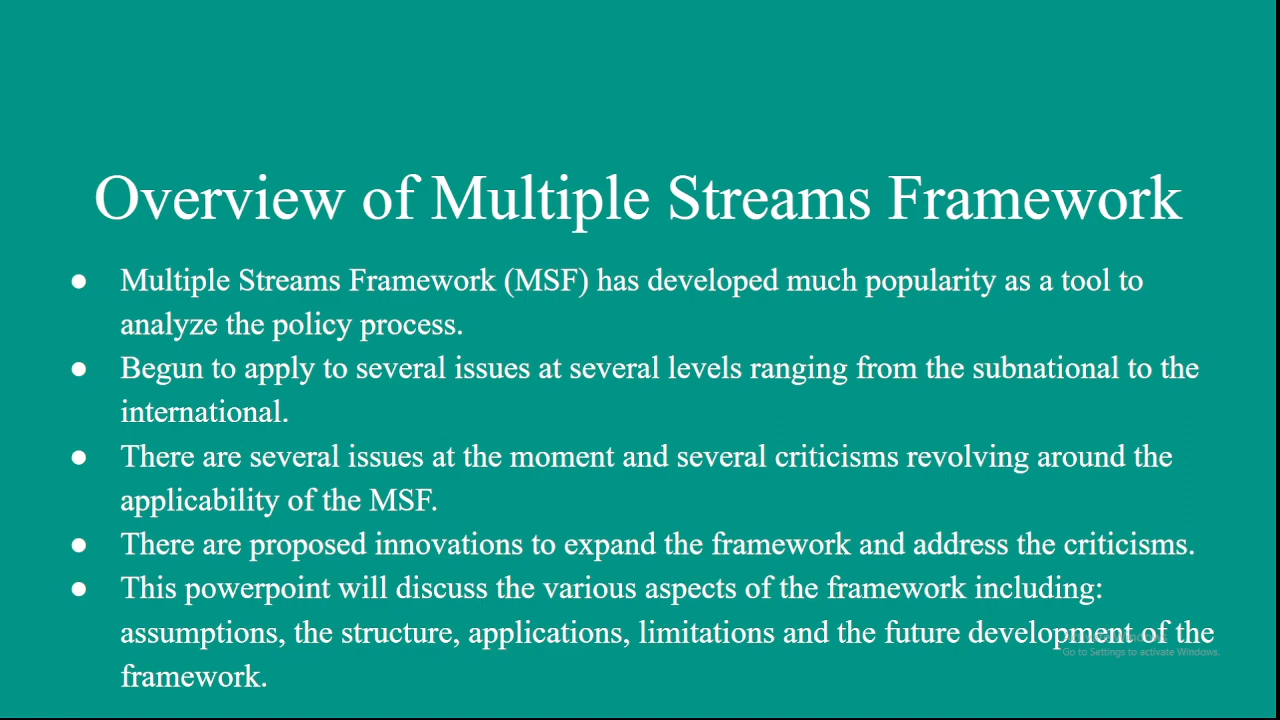 Overview of Multiple Streams Framework
● Multiple Streams Framework (MSF) has developed much popularity as a tool to
analyze the policy process.
● Begun to apply to several issues at several levels ranging from the subnational to the
international.
● There are several issues at the moment and several criticisms revolving around the
applicability of the MSF.
● There are proposed innovations to expand the framework and address the criticisms.
● This powerpoint will discuss the various aspects of the framework including:
assumptions, the structure, applications, limitations and the future development of the
Go to Settings to activate Windows.
framework.